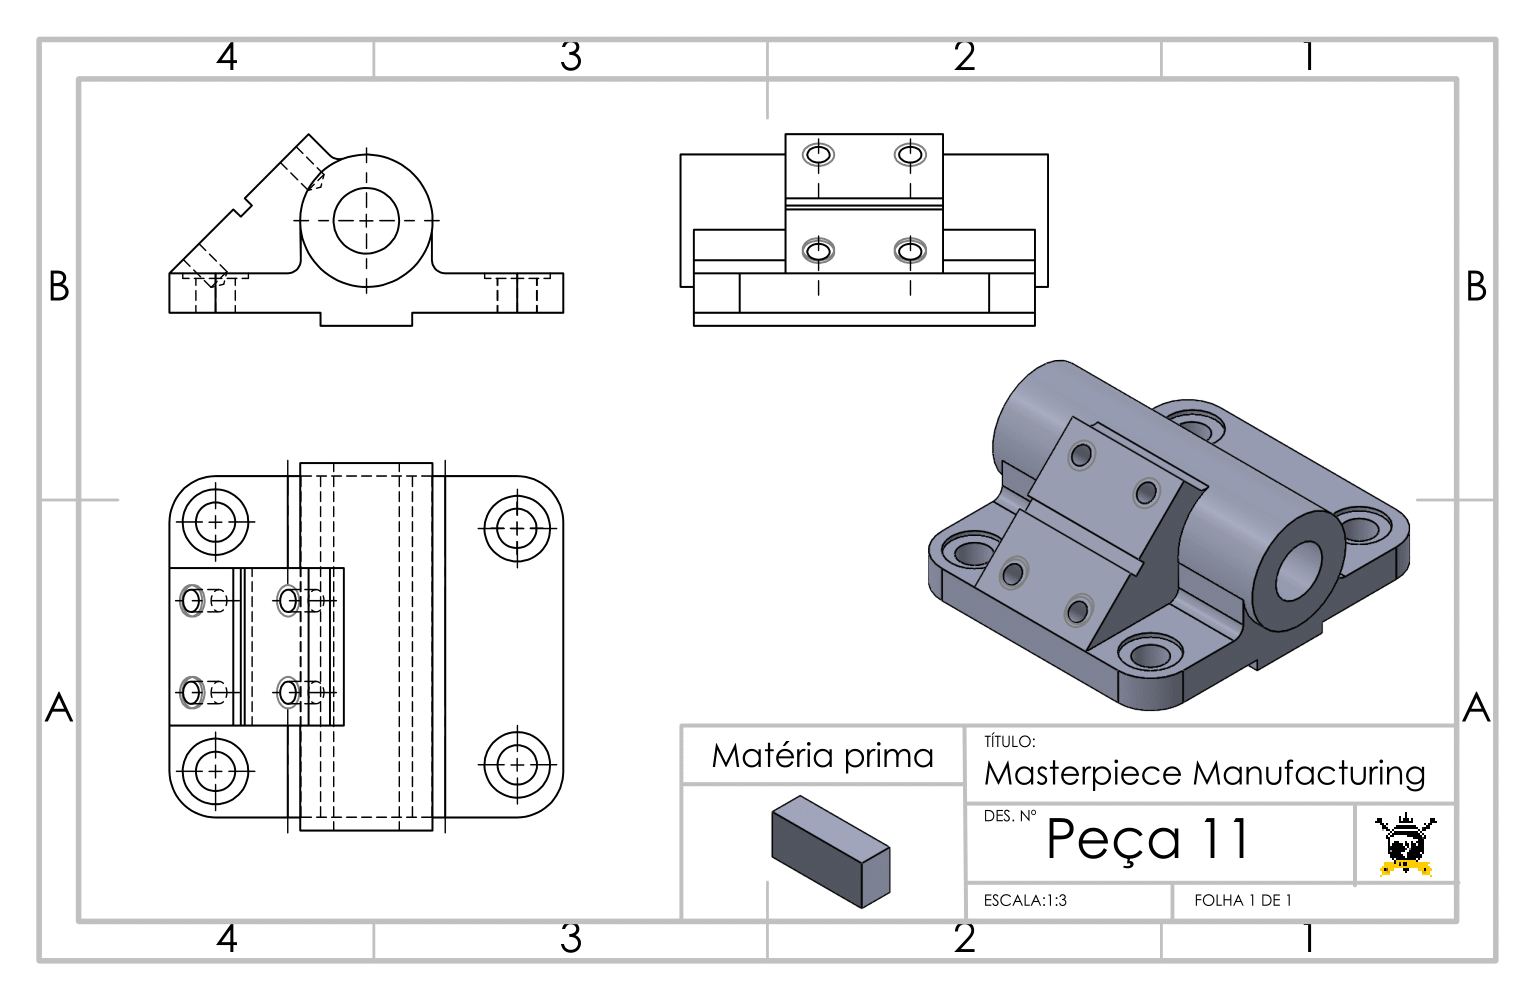 4 3 2 1
B B
A A
Matéria prima
TÍTULO:
Masterpiece Manufacturing
DES. Nº
Peça 11
ESCALA:1:3
FOLHA 1 DE 1
4 3 2 1